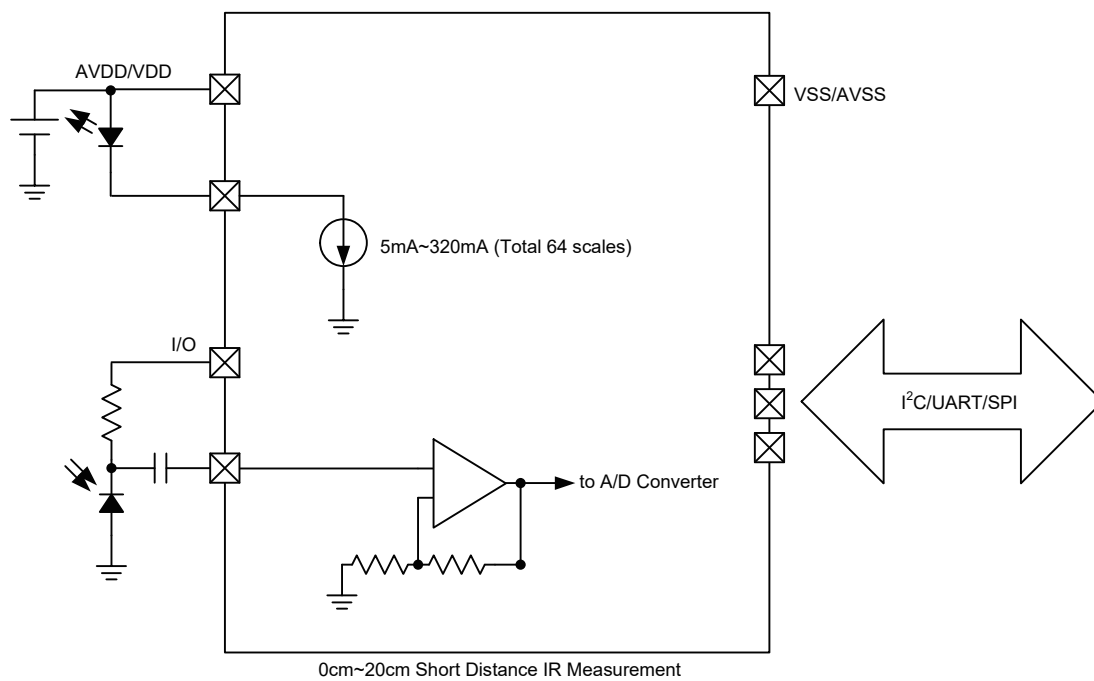 AVDD/VDD
VSS/AVSS
5mA~320mA (Total 64 scales)
I/O
I²C/UART/SPI
to A/D Converter
0cm~20cm Short Distance IR Measurement